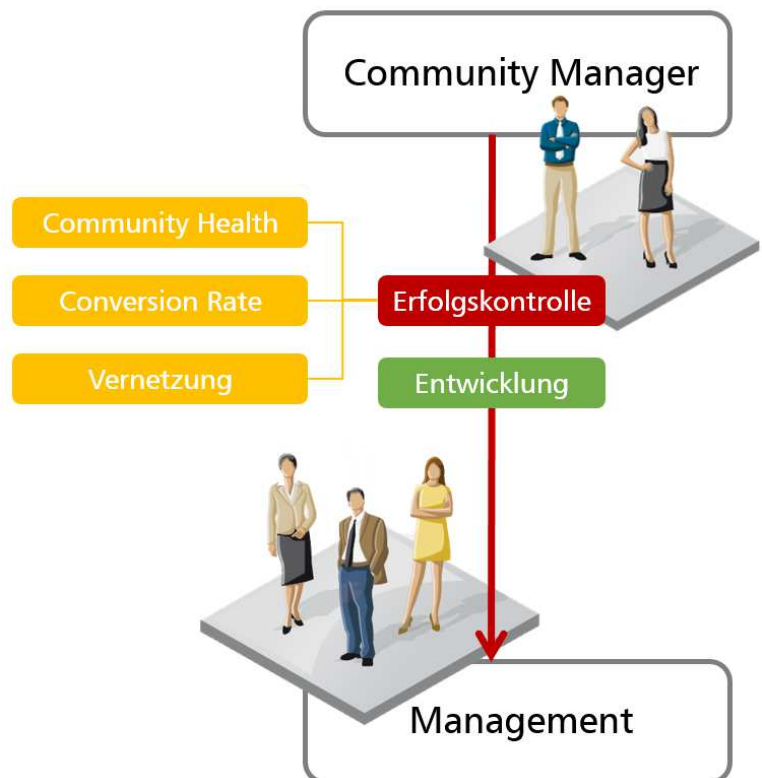 Community Manager
Community Health
Conversion Rate
Erfolgskontrolle
Vernetzung
Entwicklung
Management